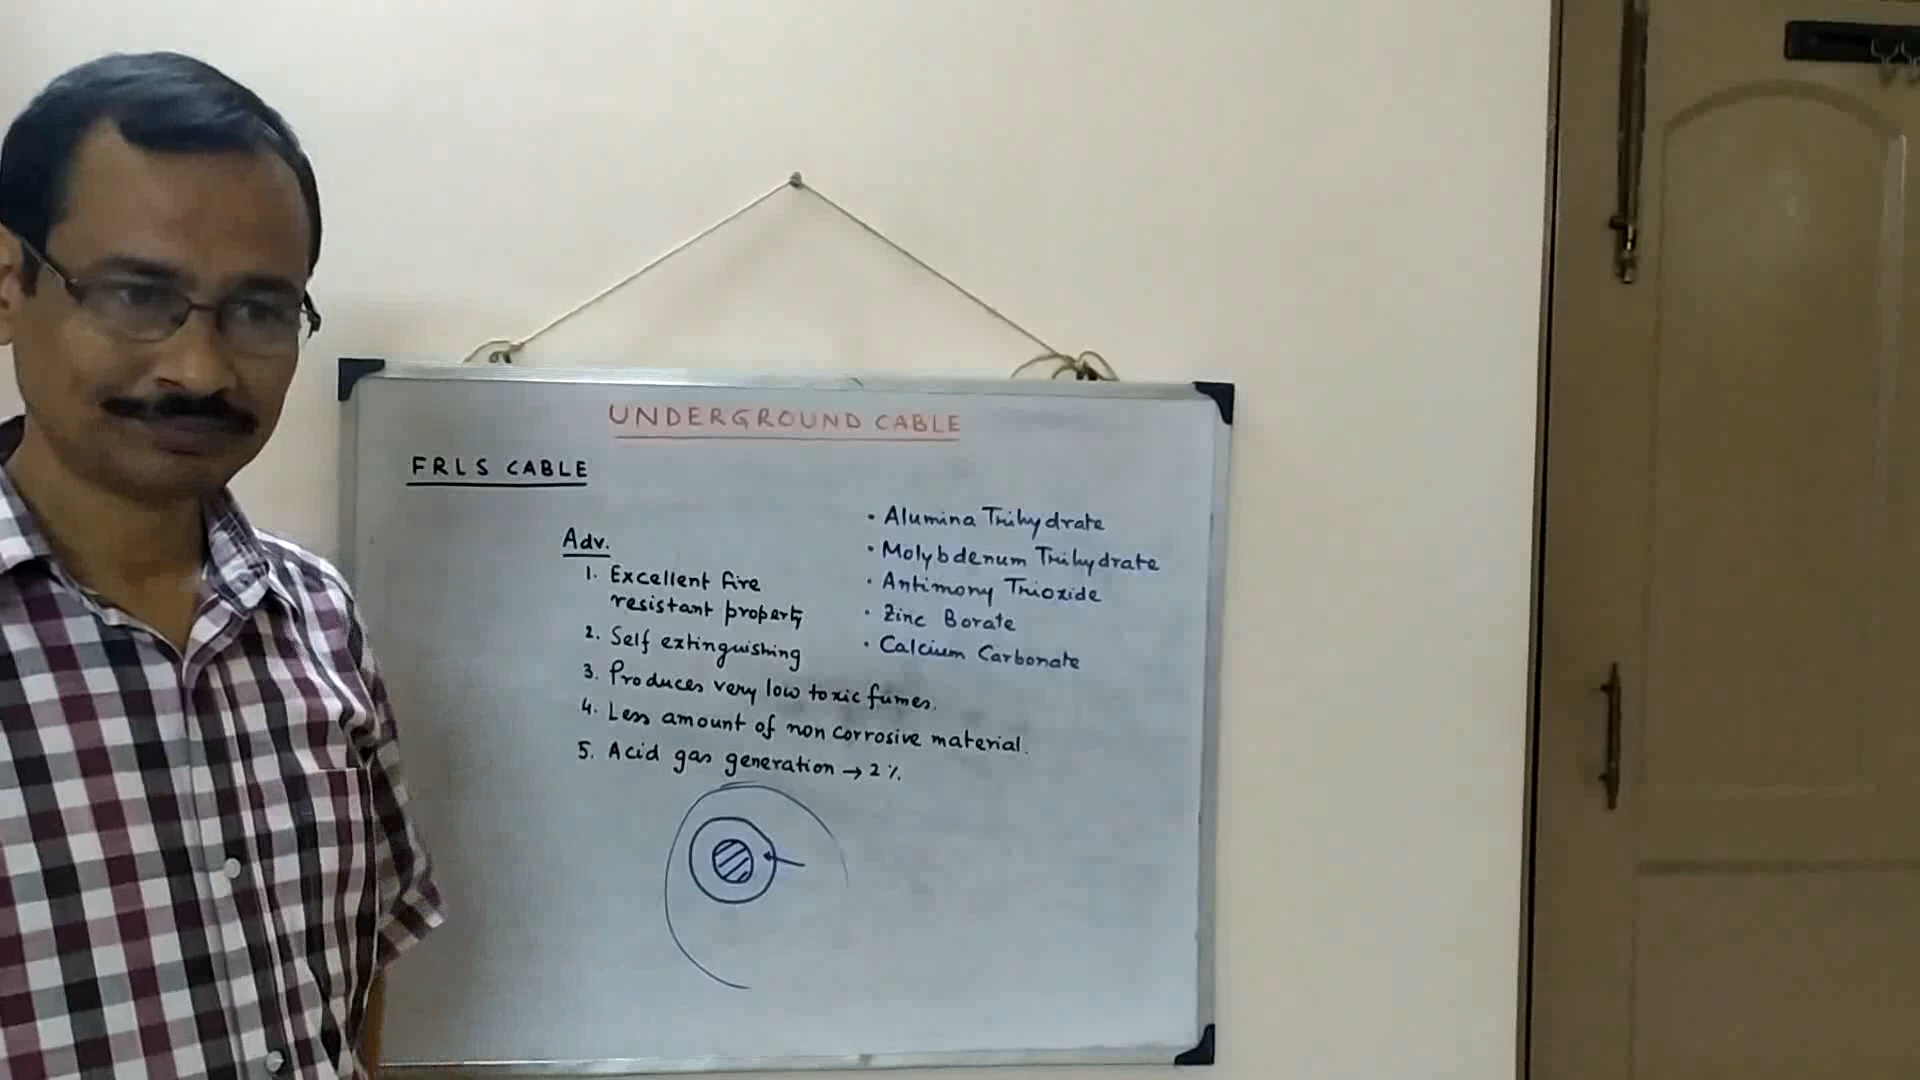 UNDERGROUND CABLE
FRLS CABLE
Adv.
1. Excellent fire
resistant property
2. Self extinguishing
3. Produces very low toxic fumes.
4. Less amount of non corrosive material.
5. Acid gas generation → 2%
• Alumina Trihydrate
• Molybdenum Trihydrate
• Antimony Trioxide
• Zinc Borate
• Calcium Carbonate